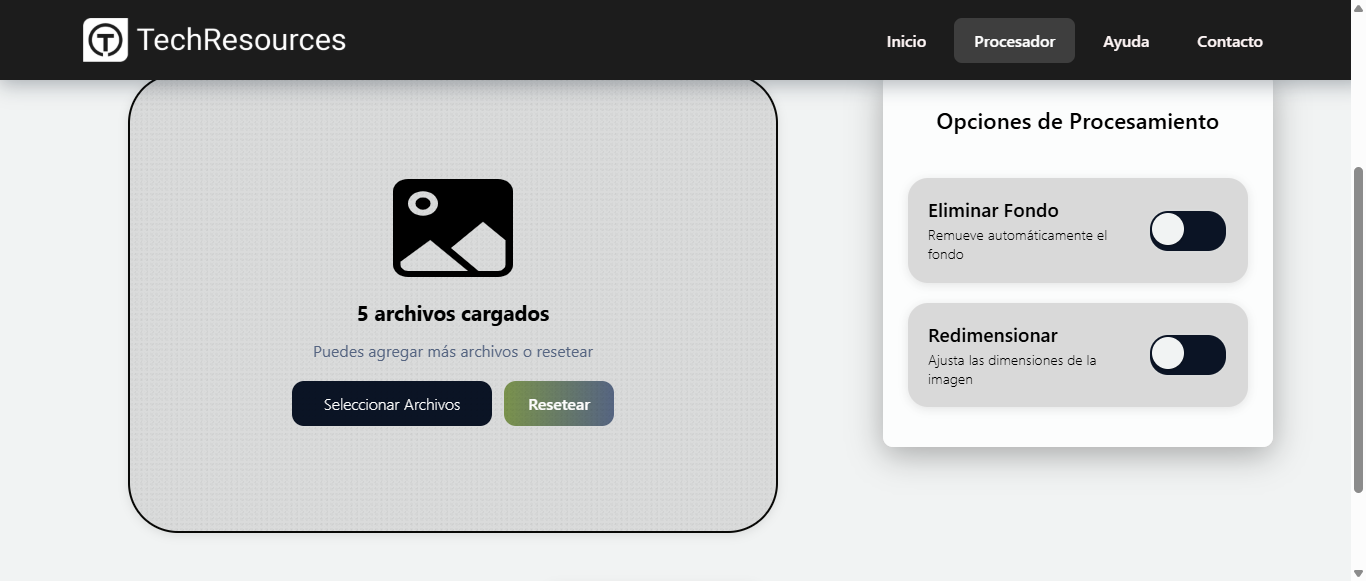 TechResources
Inicio
Procesador
Ayuda
Contacto
5 archivos cargados
Puedes agregar más archivos o resetear
Seleccionar Archivos
Resetear
Opciones de Procesamiento
Eliminar Fondo
Remueve automáticamente el
fondo
Redimensionar
Ajusta las dimensiones de la
imagen